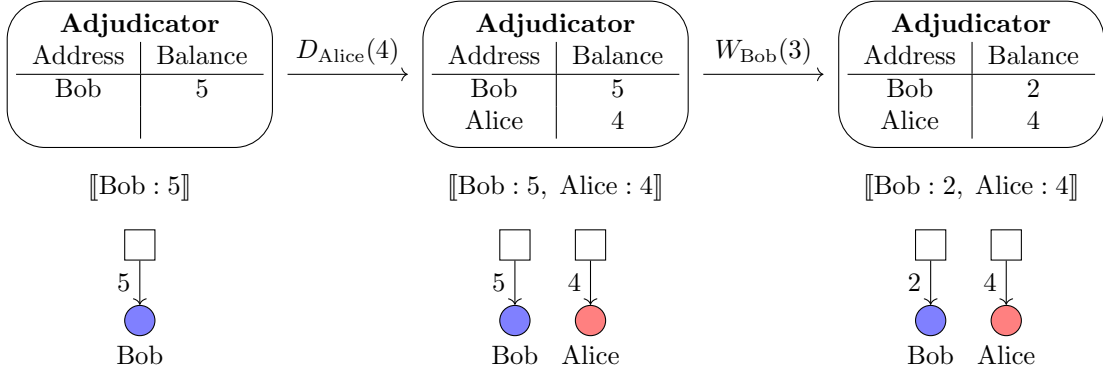 Adjudicator
Address Balance
Bob 5
D_Alice(4)
Adjudicator
Address Balance
Bob 5
Alice 4
W_Bob(3)
Adjudicator
Address Balance
Bob 2
Alice 4
⟦Bob : 5⟧
⟦Bob : 5, Alice : 4⟧
⟦Bob : 2, Alice : 4⟧
5
Bob
5 4
Bob Alice
2 4
Bob Alice